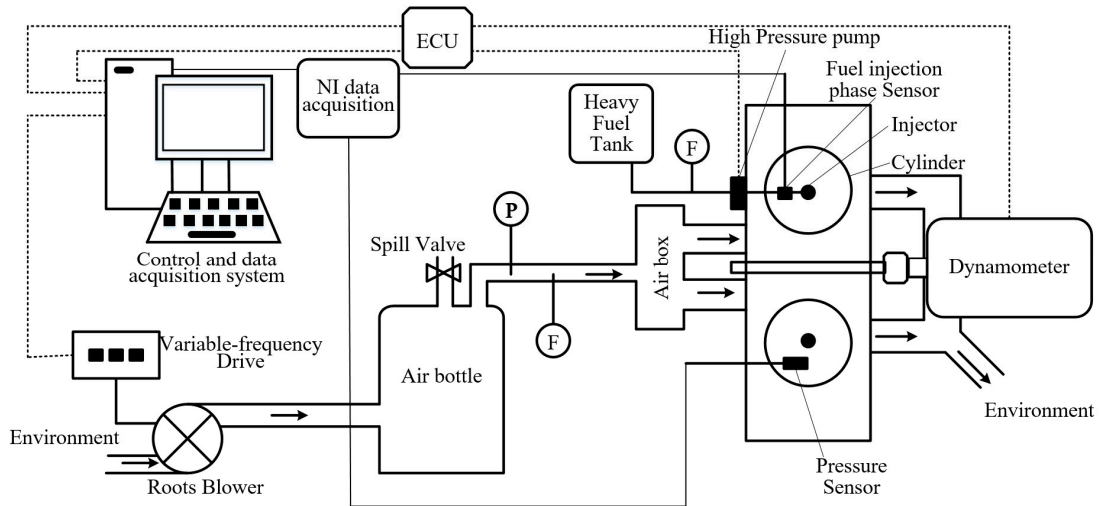 ECU
High Pressure pump
NI data
acquisition
Fuel injection
phase Sensor
Heavy
Fuel
Tank
Injector
F
Cylinder
P
Spill Valve
Control and data
acquisition system
Air box
Dynamometer
F
Variable-frequency
Drive
Air bottle
Environment
Environment
Roots Blower
Pressure
Sensor